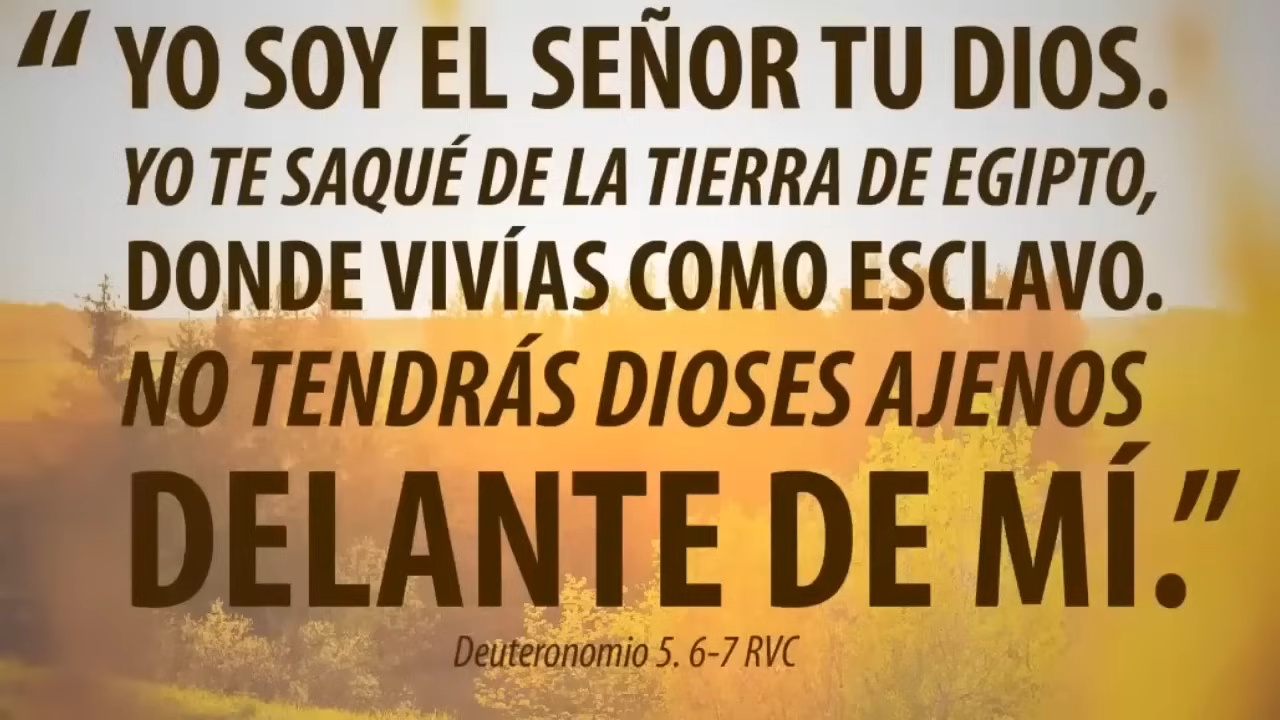 “ YO SOY EL SEÑOR TU DIOS.
YO TE SAQUÉ DE LA TIERRA DE EGIPTO,
DONDE VIVÍAS COMO ESCLAVO.
NO TENDRÁS DIOSES AJENOS
DELANTE DE MÍ.”
Deuteronomio 5. 6-7 RVC